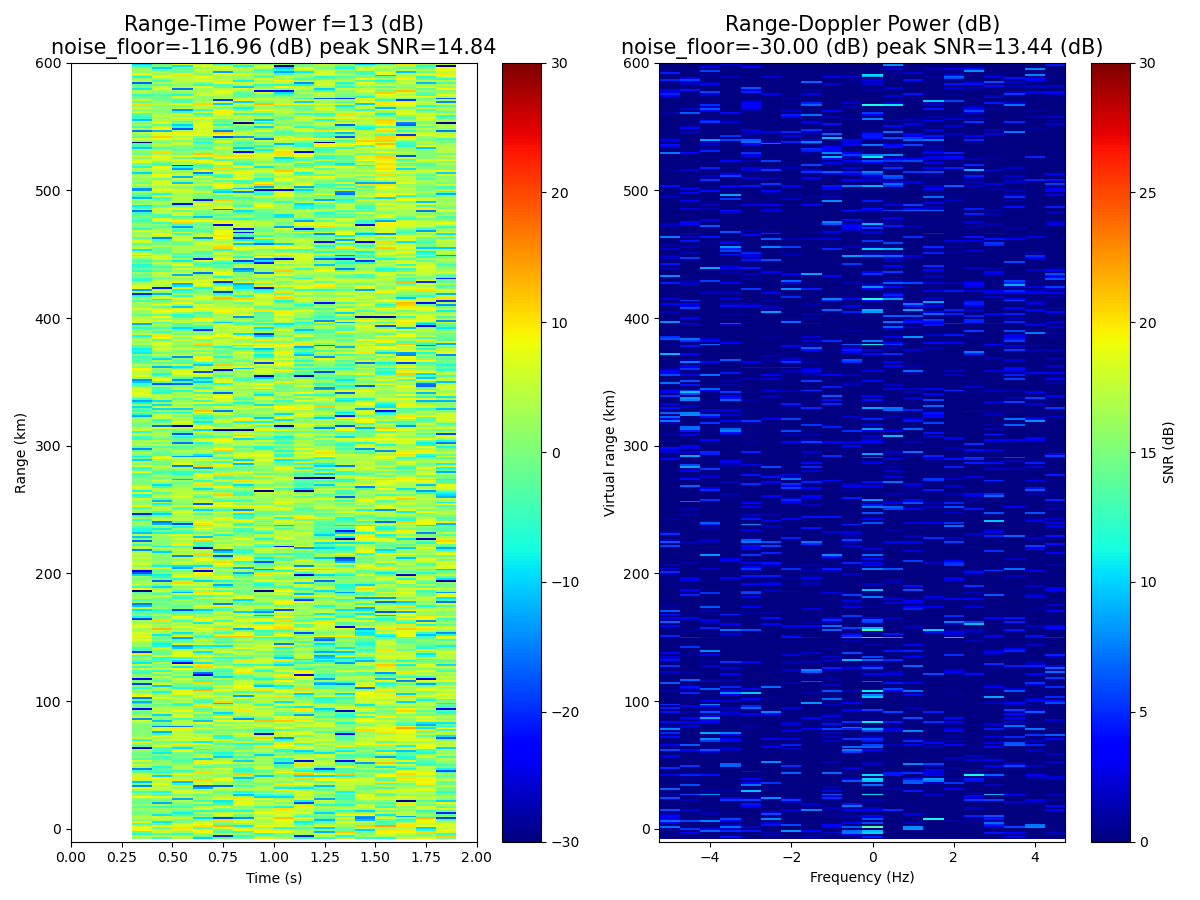 Range-Time Power f=13 (dB)
noise_floor=-116.96 (dB) peak SNR=14.84
Range (km)
600
500
400
300
200
100
0
0.00 0.25 0.50 0.75 1.00 1.25 1.50 1.75 2.00
Time (s)
30
20
10
0
−10
−20
−30
Range-Doppler Power (dB)
noise_floor=-30.00 (dB) peak SNR=13.44 (dB)
Virtual range (km)
600
500
400
300
200
100
0
−4 −2 0 2 4
Frequency (Hz)
30
25
20
15
10
5
0
SNR (dB)